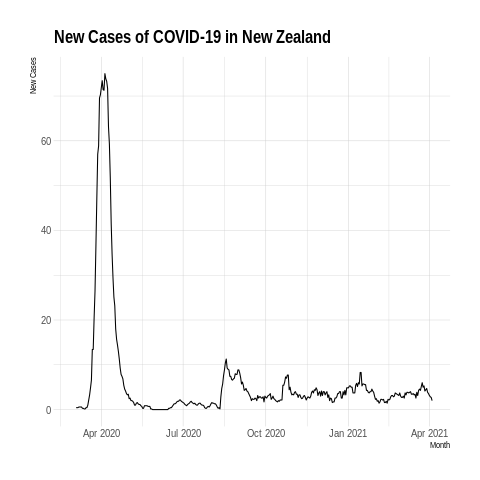 New Cases of COVID-19 in New Zealand
New Cases
60
40
20
0
Apr 2020 Jul 2020 Oct 2020 Jan 2021 Apr 2021
Month